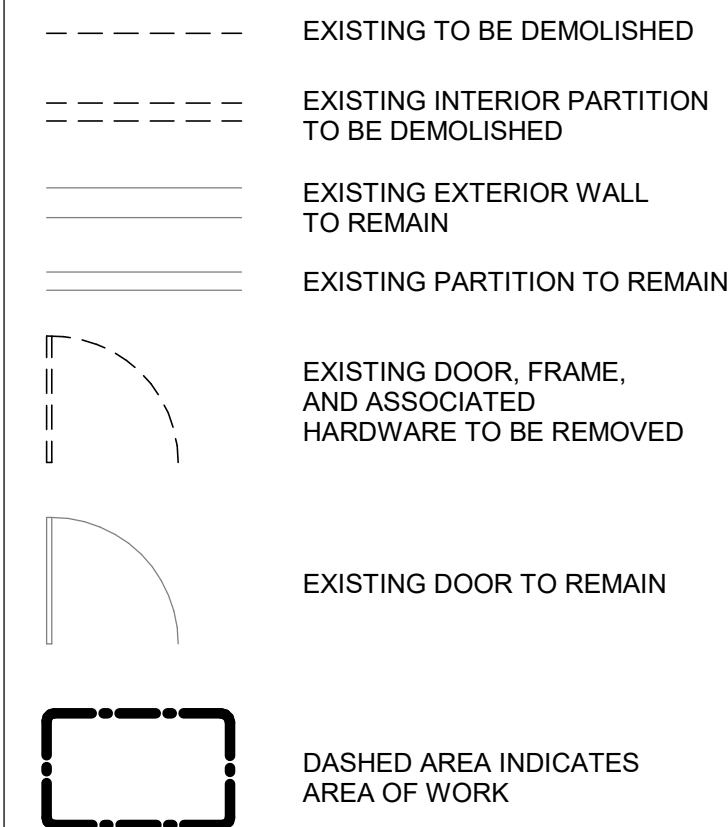 EXISTING TO BE DEMOLISHED
EXISTING INTERIOR PARTITION
TO BE DEMOLISHED
EXISTING EXTERIOR WALL
TO REMAIN
EXISTING PARTITION TO REMAIN
EXISTING DOOR, FRAME,
AND ASSOCIATED
HARDWARE TO BE REMOVED
EXISTING DOOR TO REMAIN
DASHED AREA INDICATES
AREA OF WORK